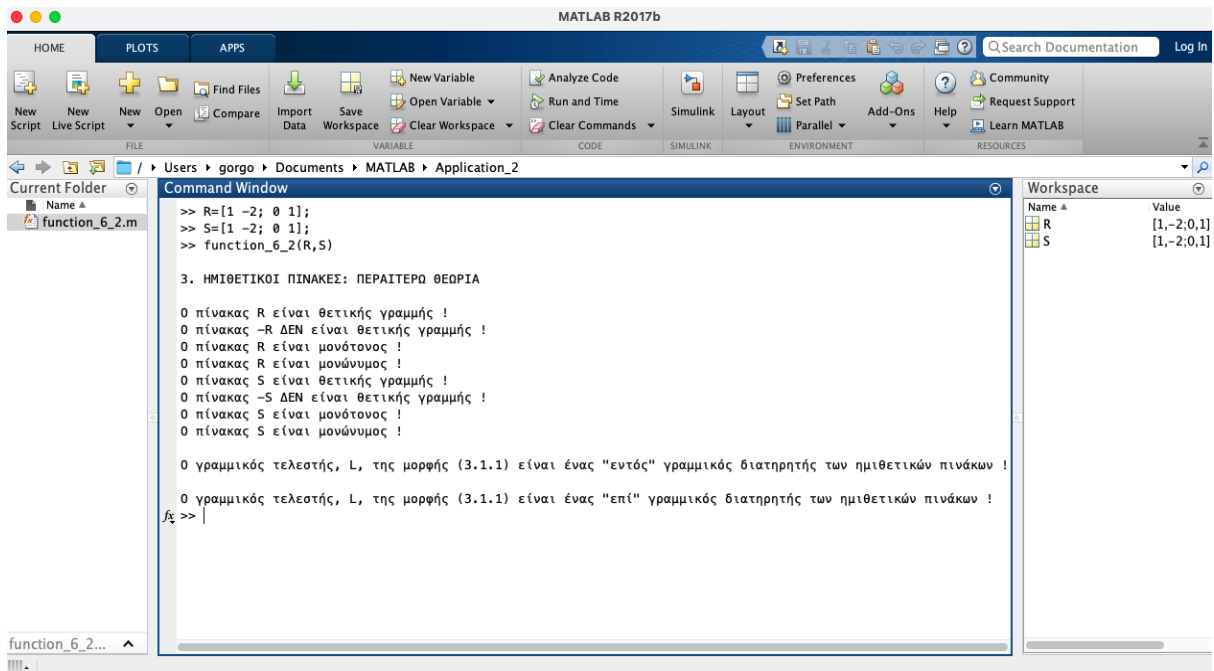 MATLAB R2017b
HOME PLOTS APPS Search Documentation Log In
New Script New Live Script New Open Find Files Compare Import Data Save Workspace New Variable Open Variable Clear Workspace Analyze Code Run and Time Clear Commands Simulink Layout Preferences Set Path Parallel Add-Ons Help Community Request Support Learn MATLAB
FILE VARIABLE CODE SIMULINK ENVIRONMENT RESOURCES
/ Users gorgo Documents MATLAB Application_2
Current Folder
Name
function_6_2.m
function_6_2...
Command Window
>> R=[1 -2; 0 1];
>> S=[1 -2; 0 1];
>> function_6_2(R,S)
3. ΗΜΙΘΕΤΙΚΟΙ ΠΙΝΑΚΕΣ: ΠΕΡΑΙΤΕΡΩ ΘΕΩΡΙΑ
Ο πίνακας R είναι θετικής γραμμής !
Ο πίνακας -R ΔΕΝ είναι θετικής γραμμής !
Ο πίνακας R είναι μονότονος !
Ο πίνακας R είναι μονώνυμος !
Ο πίνακας S είναι θετικής γραμμής !
Ο πίνακας -S ΔΕΝ είναι θετικής γραμμής !
Ο πίνακας S είναι μονότονος !
Ο πίνακας S είναι μονώνυμος !
Ο γραμμικός τελεστής, L, της μορφής (3.1.1) είναι ένας "εντός" γραμμικός διατηρητής των ημιθετικών πινάκων !
Ο γραμμικός τελεστής, L, της μορφής (3.1.1) είναι ένας "επί" γραμμικός διατηρητής των ημιθετικών πινάκων !
fx >>
Workspace
Name Value
R [1,-2;0,1]
S [1,-2;0,1]